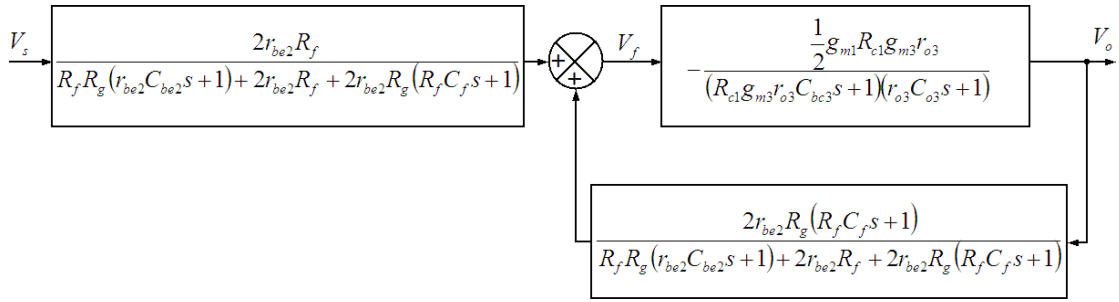 V_s
2r_{be2}R_f
R_fR_g(r_{be2}C_{be2}s+1)+2r_{be2}R_f+2r_{be2}R_g(R_fC_fs+1)
+
+
V_f
-
\frac{1}{2}g_{m1}R_{c1}g_{m3}r_{o3}
(R_{c1}g_{m3}r_{o3}C_{bc3}s+1)(r_{o3}C_{o3}s+1)
V_o
2r_{be2}R_g(R_fC_fs+1)
R_fR_g(r_{be2}C_{be2}s+1)+2r_{be2}R_f+2r_{be2}R_g(R_fC_fs+1)